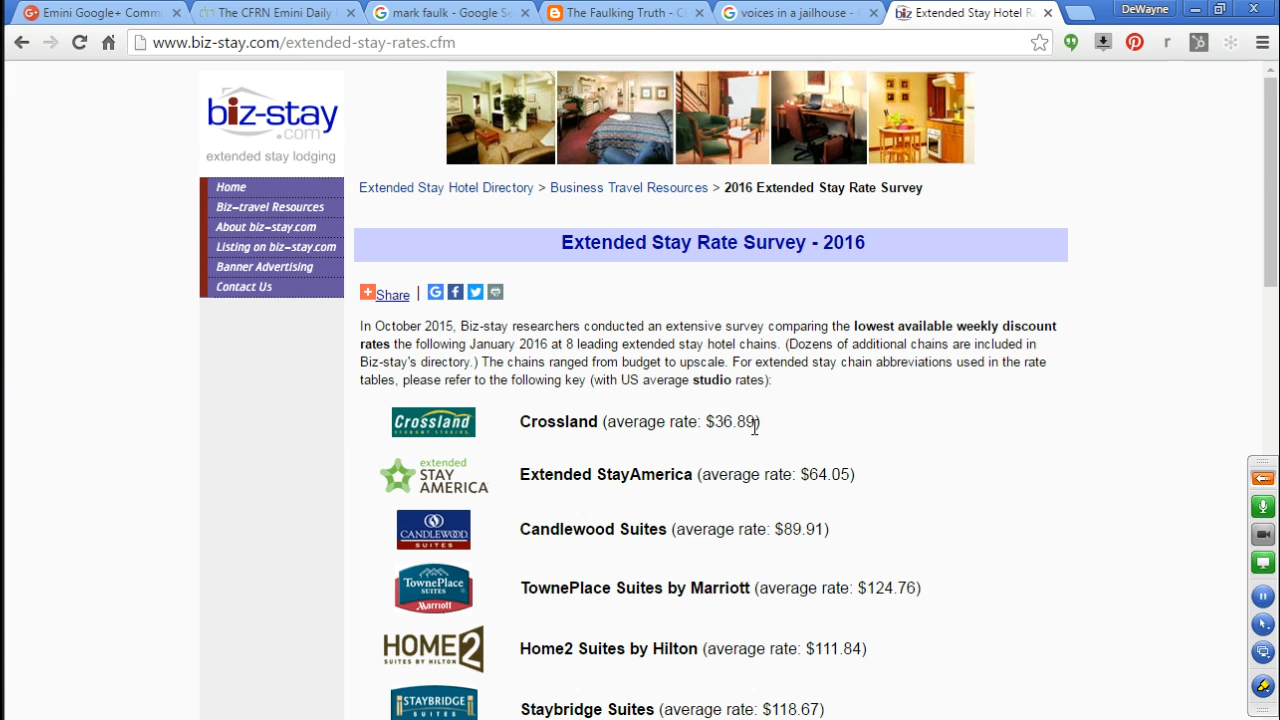 Emini Google+ Commu
The CFRN Emini Daily
mark faulk - Google Se
The Faulking Truth - C
voices in a jailhouse -
Extended Stay Hotel R
DeWayne
www.biz-stay.com/extended-stay-rates.cfm
biz-stay
.com
extended stay lodging
Home
Biz-travel Resources
About biz-stay.com
Listing on biz-stay.com
Banner Advertising
Contact Us
Extended Stay Hotel Directory > Business Travel Resources > 2016 Extended Stay Rate Survey
Extended Stay Rate Survey - 2016
Share |
In October 2015, Biz-stay researchers conducted an extensive survey comparing the lowest available weekly discount
rates the following January 2016 at 8 leading extended stay hotel chains. (Dozens of additional chains are included in
Biz-stay's directory.) The chains ranged from budget to upscale. For extended stay chain abbreviations used in the rate
tables, please refer to the following key (with US average studio rates):
Crossland
Crossland (average rate: $36.89)
extended
STAY
AMERICA
Extended StayAmerica (average rate: $64.05)
CANDLEWOOD
SUITES
Candlewood Suites (average rate: $89.91)
TownePlace
SUITES
Marriott
TownePlace Suites by Marriott (average rate: $124.76)
HOME2
SUITES BY HILTON
Home2 Suites by Hilton (average rate: $111.84)
STAYBRIDGE
SUITES
Staybridge Suites (average rate: $118.67)